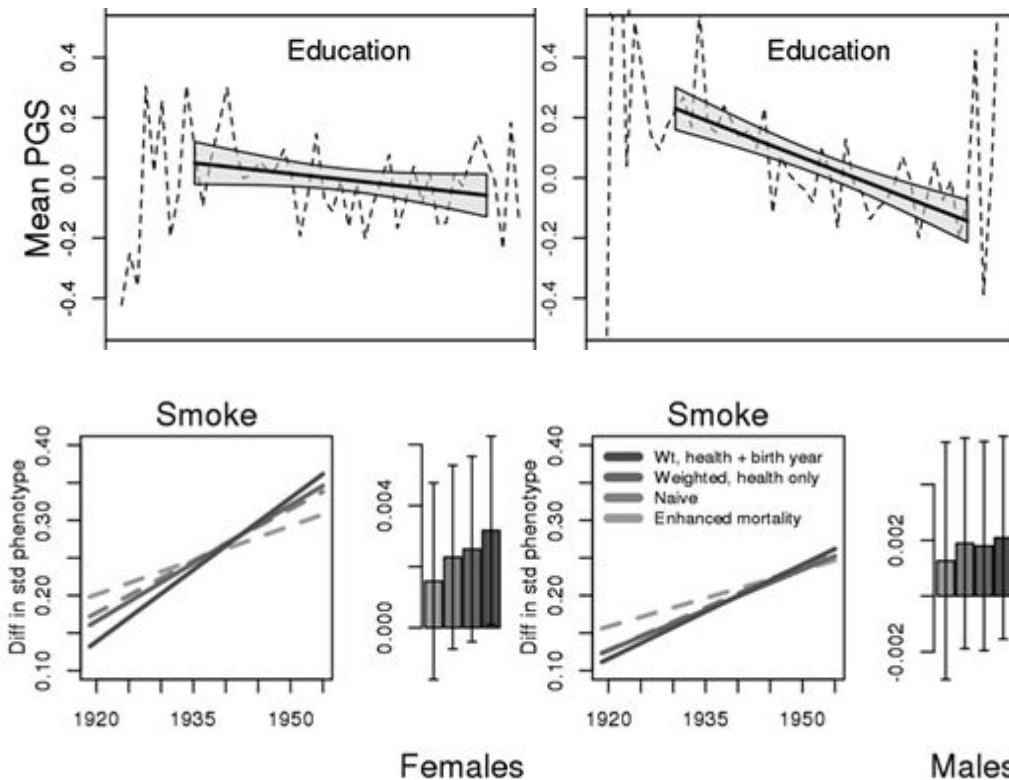 Education
Education
Mean PGS
0.4
0.2
0.0
-0.2
-0.4
0.4
0.2
0.0
-0.2
-0.4
Smoke
Diff in std phenotype
0.40
0.30
0.20
0.10
1920 1935 1950
0.004
0.000
Females
Smoke
Diff in std phenotype
0.40
0.30
0.20
0.10
Wt, health + birth year
Weighted, health only
Naive
Enhanced mortality
1920 1935 1950
0.002
-0.002
Males